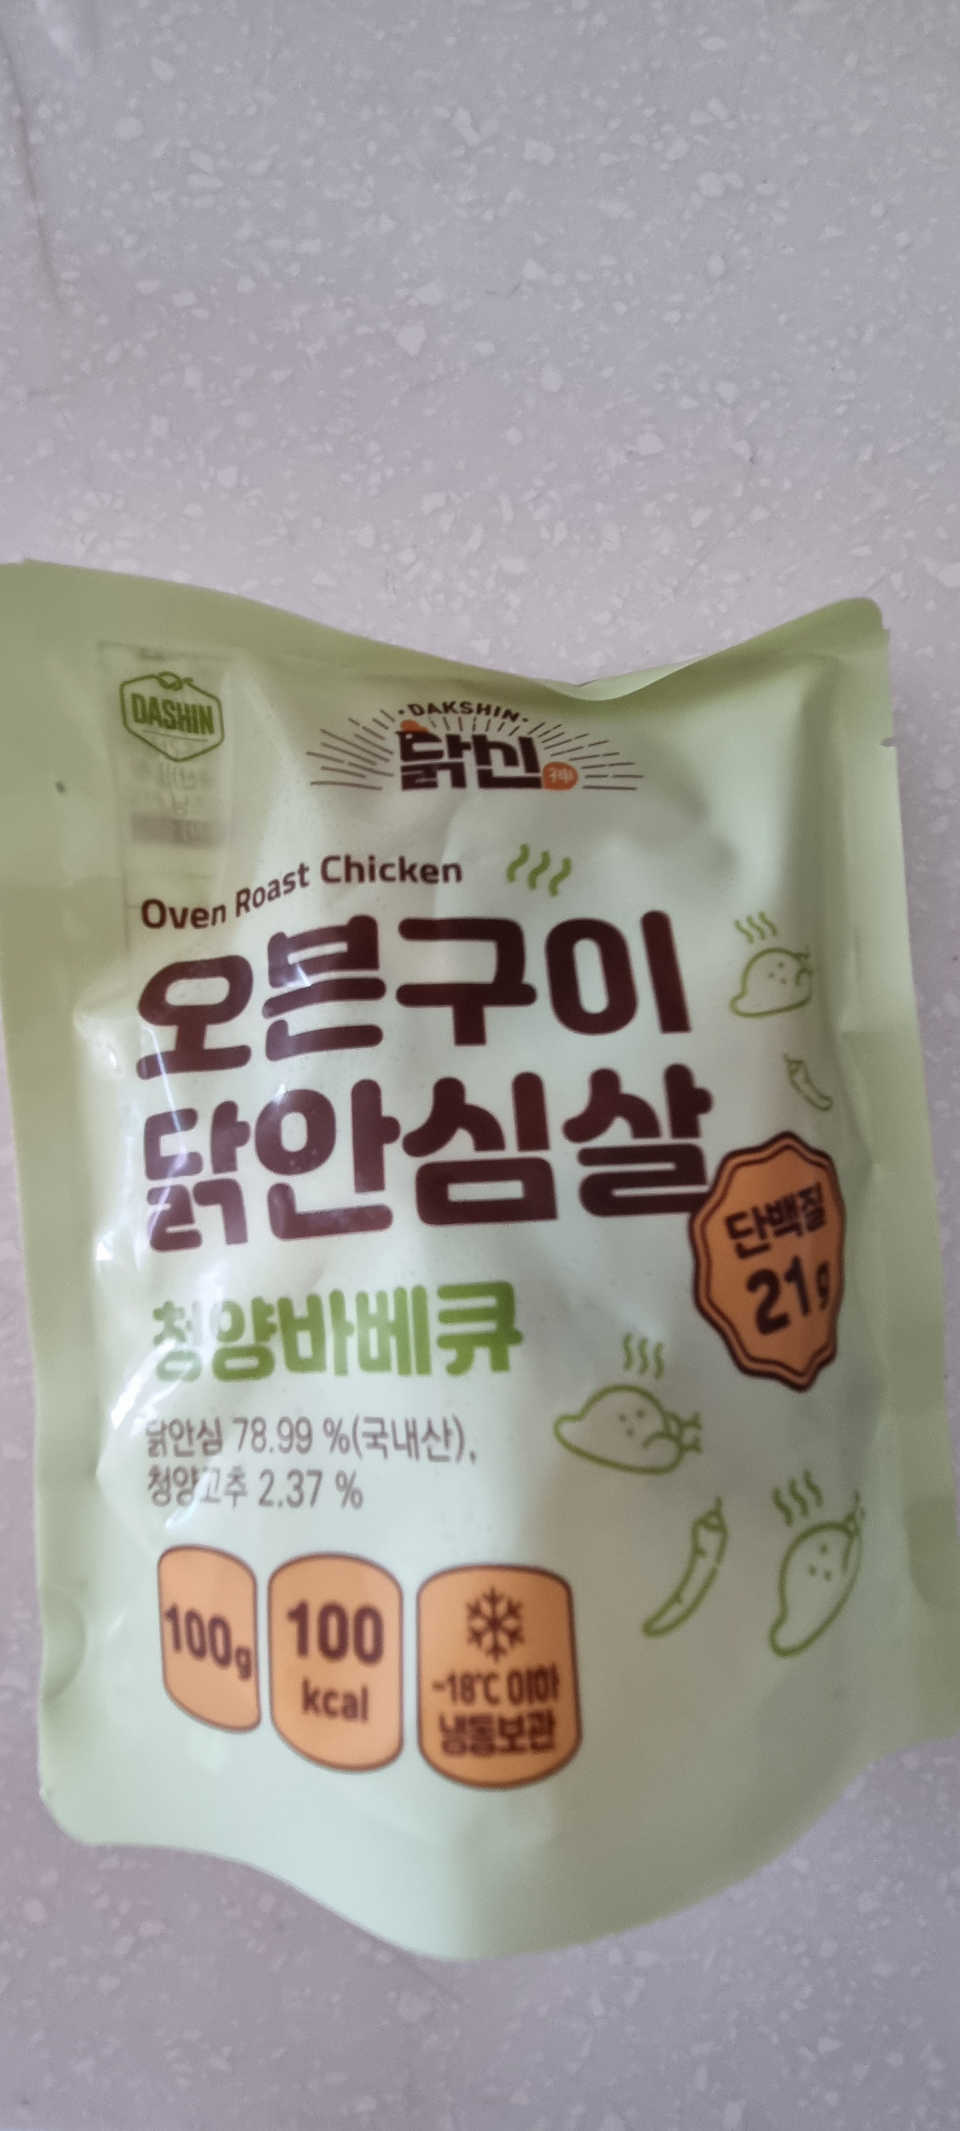 DASHIN
·DAKSHIN·
닭신神
Oven Roast Chicken
오븐구이
닭안심살
단백질
21g
청양바베큐
닭안심 78.99 %(국내산),
청양고추 2.37 %
100g
100
kcal
-18℃ 이하
냉동보관